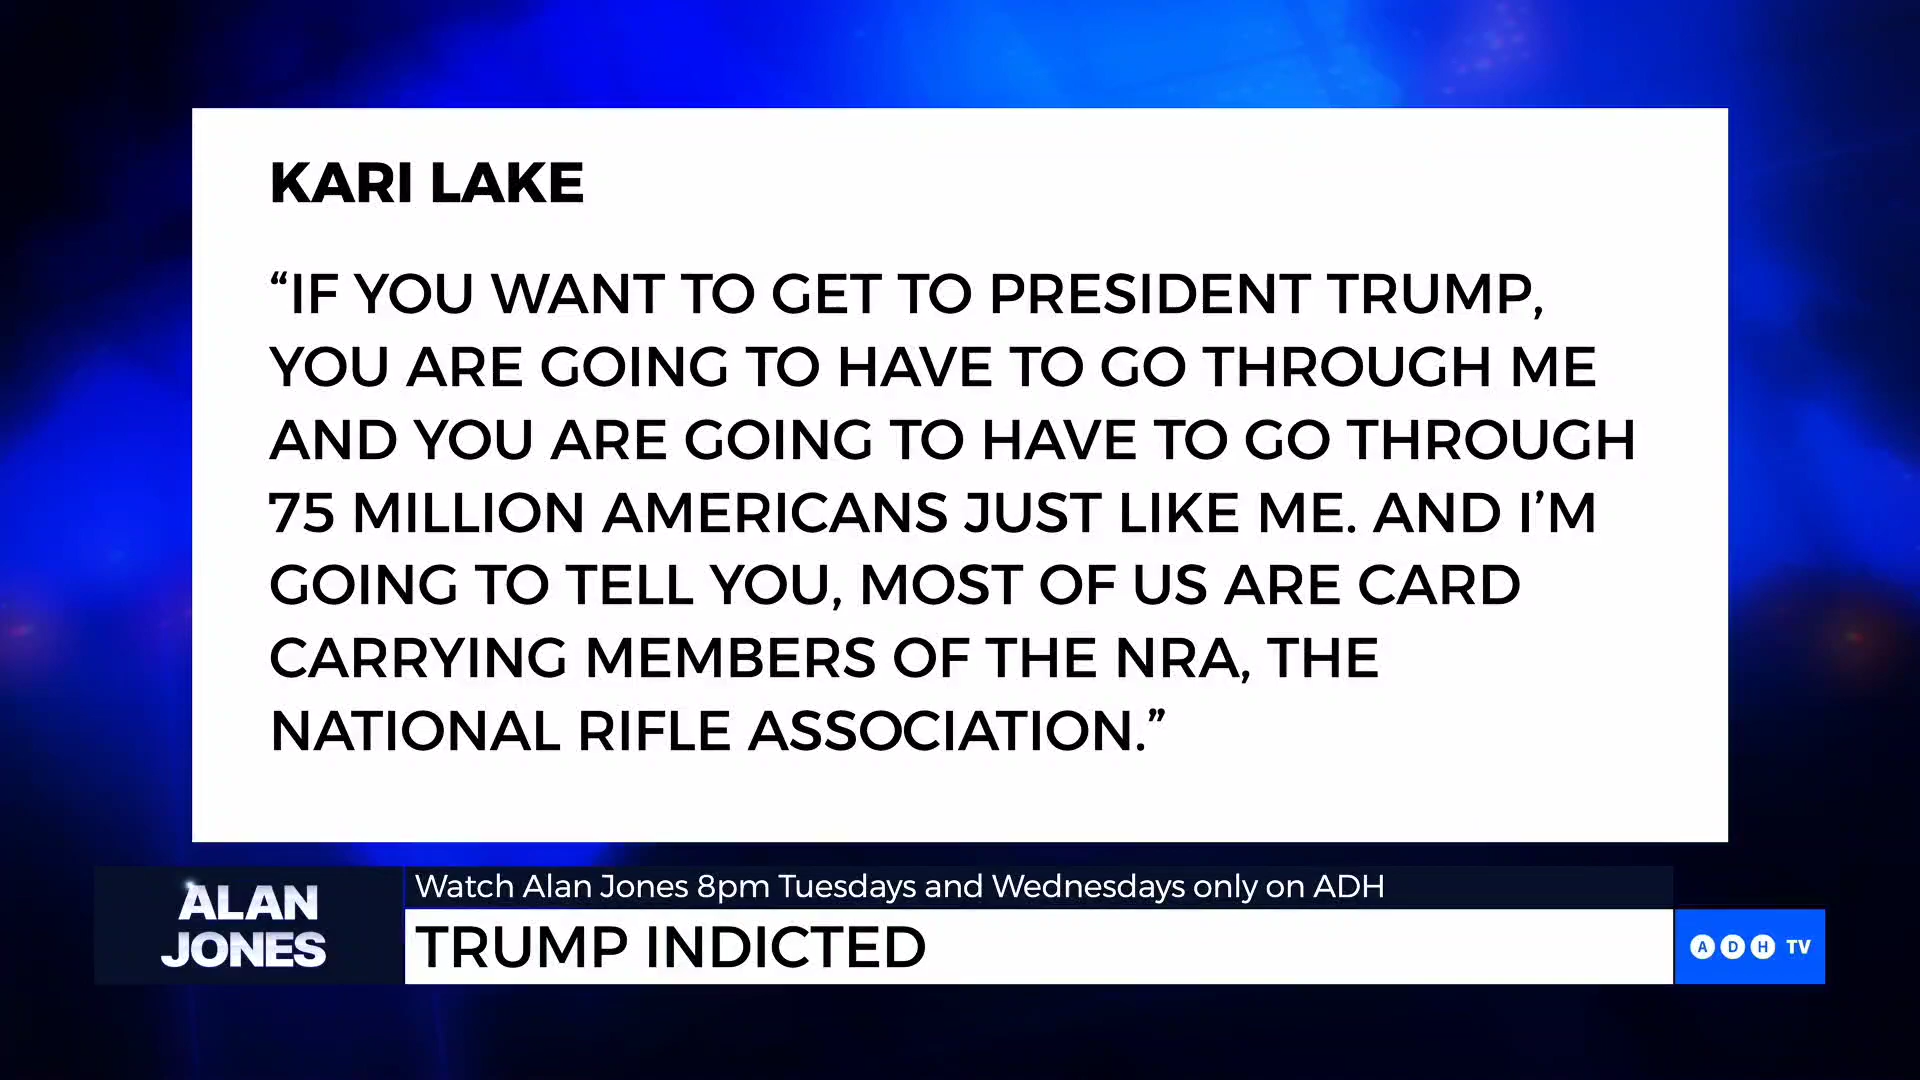 KARI LAKE
“IF YOU WANT TO GET TO PRESIDENT TRUMP,
YOU ARE GOING TO HAVE TO GO THROUGH ME
AND YOU ARE GOING TO HAVE TO GO THROUGH
75 MILLION AMERICANS JUST LIKE ME. AND I’M
GOING TO TELL YOU, MOST OF US ARE CARD
CARRYING MEMBERS OF THE NRA, THE
NATIONAL RIFLE ASSOCIATION.”
ALAN
JONES
Watch Alan Jones 8pm Tuesdays and Wednesdays only on ADH
TRUMP INDICTED
ADH TV